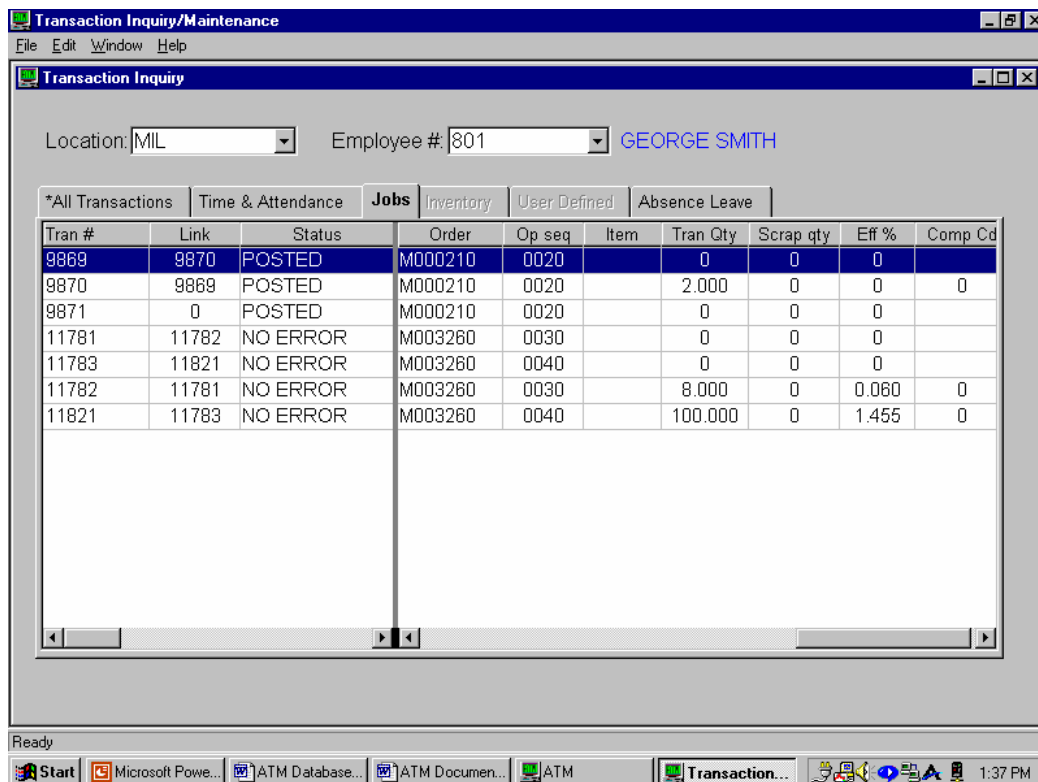 Transaction Inquiry/Maintenance
File Edit Window Help
Transaction Inquiry
Location: MIL Employee #: 801 GEORGE SMITH
*All Transactions Time & Attendance Jobs Inventory User Defined Absence Leave
Tran # Link Status Order Op seq Item Tran Qty Scrap qty Eff % Comp Cd
9869 9870 POSTED M000210 0020 0 0 0
9870 9869 POSTED M000210 0020 2.000 0 0 0
9871 0 POSTED M000210 0020 0 0 0
11781 11782 NO ERROR M003260 0030 0 0 0
11783 11821 NO ERROR M003260 0040 0 0 0
11782 11781 NO ERROR M003260 0030 8.000 0 0.060 0
11821 11783 NO ERROR M003260 0040 100.000 0 1.455 0
Ready
Start Microsoft Powe... ATM Database... ATM Documen... ATM Transaction... 1:37 PM